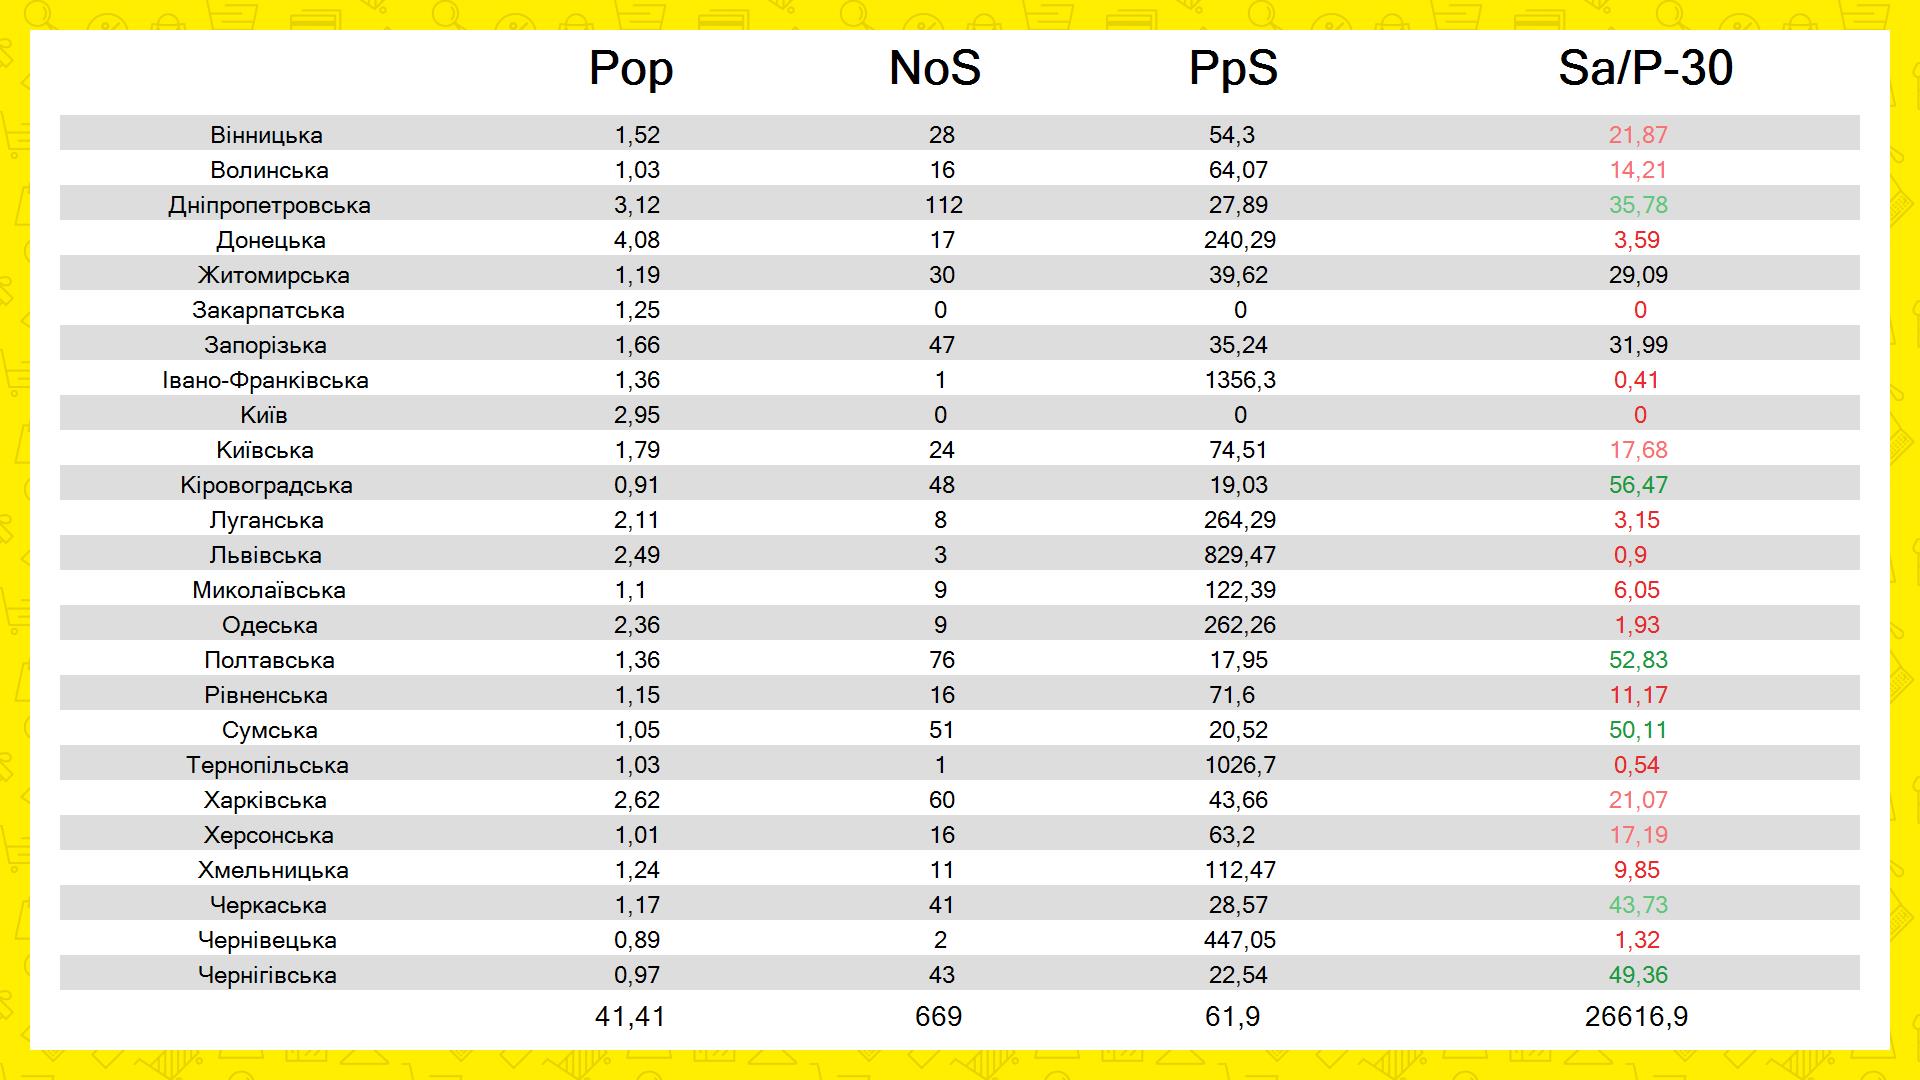 Pop NoS PpS Sa/P-30
Вінницька 1,52 28 54,3 21,87
Волинська 1,03 16 64,07 14,21
Дніпропетровська 3,12 112 27,89 35,78
Донецька 4,08 17 240,29 3,59
Житомирська 1,19 30 39,62 29,09
Закарпатська 1,25 0 0 0
Запорізька 1,66 47 35,24 31,99
Івано-Франківська 1,36 1 1356,3 0,41
Київ 2,95 0 0 0
Київська 1,79 24 74,51 17,68
Кіровоградська 0,91 48 19,03 56,47
Луганська 2,11 8 264,29 3,15
Львівська 2,49 3 829,47 0,9
Миколаївська 1,1 9 122,39 6,05
Одеська 2,36 9 262,26 1,93
Полтавська 1,36 76 17,95 52,83
Рівненська 1,15 16 71,6 11,17
Сумська 1,05 51 20,52 50,11
Тернопільська 1,03 1 1026,7 0,54
Харківська 2,62 60 43,66 21,07
Херсонська 1,01 16 63,2 17,19
Хмельницька 1,24 11 112,47 9,85
Черкаська 1,17 41 28,57 43,73
Чернівецька 0,89 2 447,05 1,32
Чернігівська 0,97 43 22,54 49,36
41,41 669 61,9 26616,9